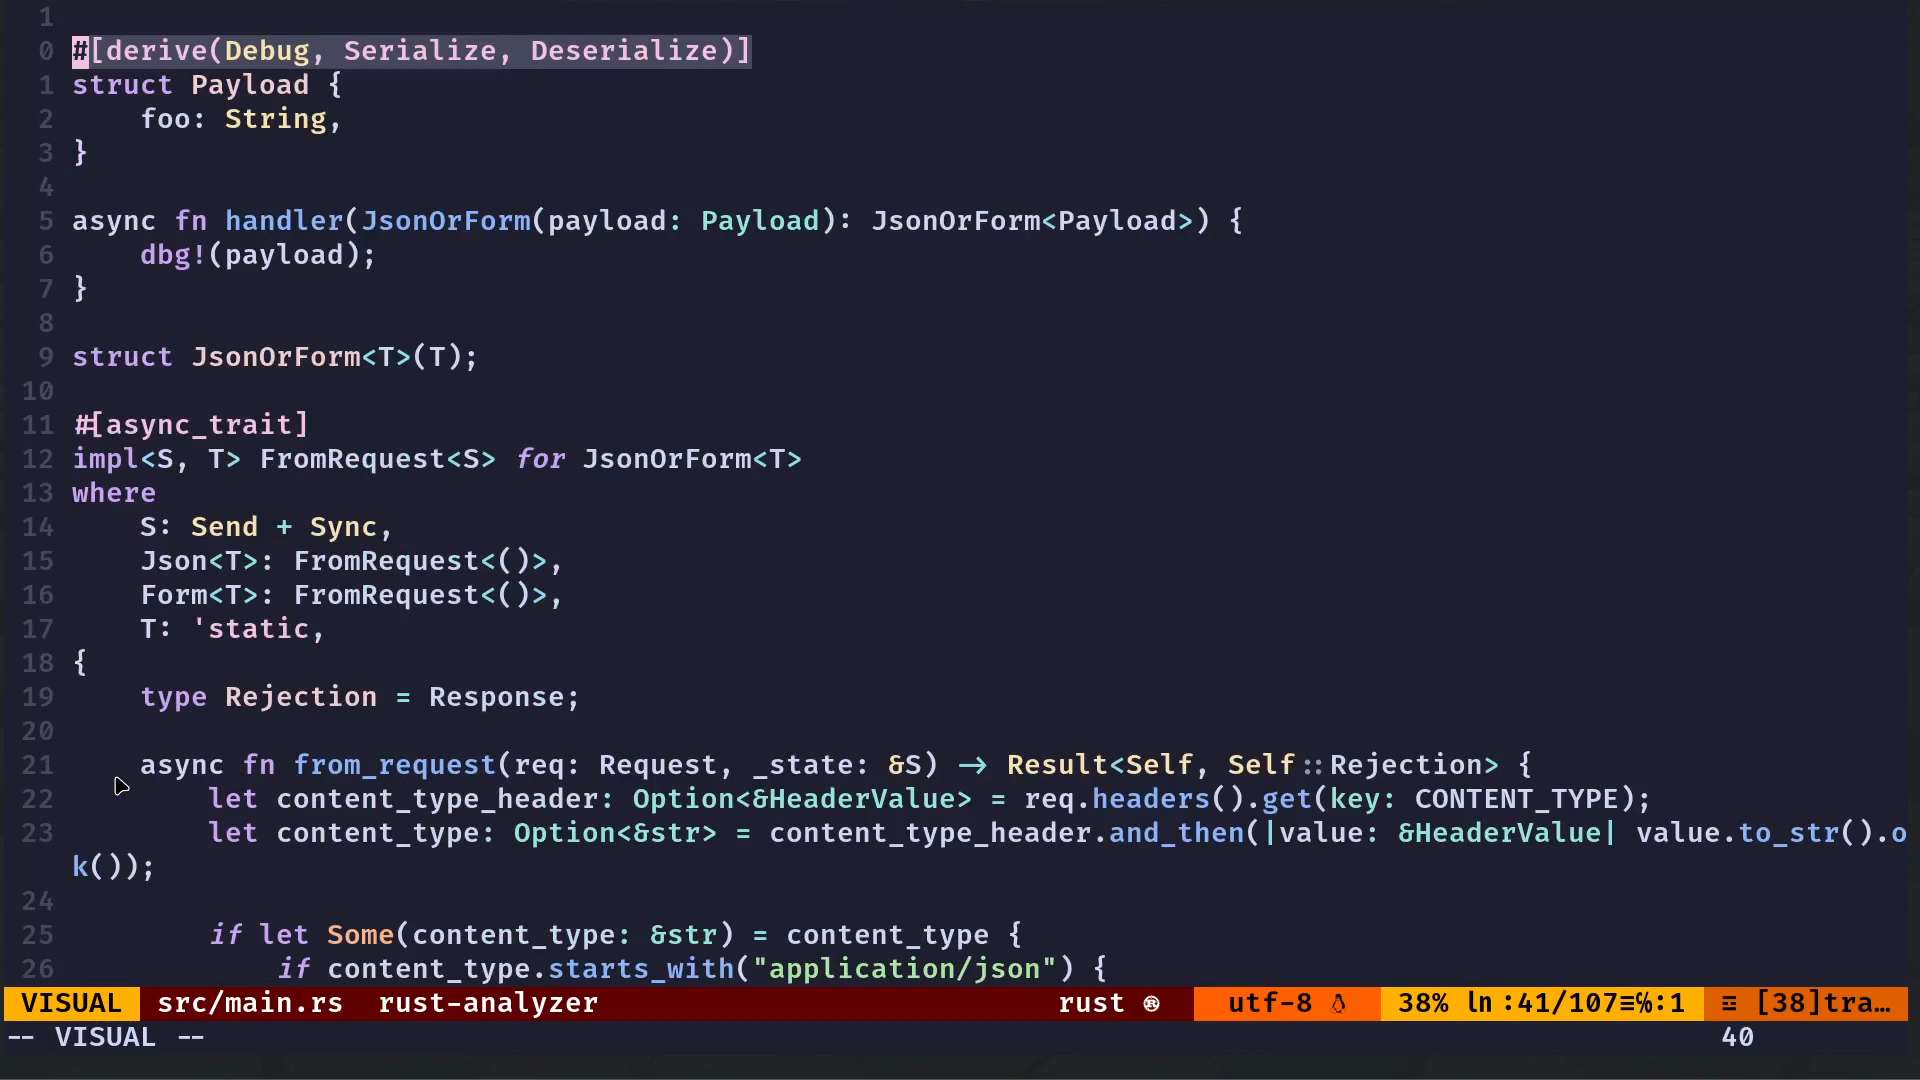 1
0 #[derive(Debug, Serialize, Deserialize)]
1 struct Payload {
2     foo: String,
3 }
4
5 async fn handler(JsonOrForm(payload: Payload): JsonOrForm<Payload>) {
6     dbg!(payload);
7 }
8
9 struct JsonOrForm<T>(T);
10
11 #[async_trait]
12 impl<S, T> FromRequest<S> for JsonOrForm<T>
13 where
14     S: Send + Sync,
15     Json<T>: FromRequest<()>,
16     Form<T>: FromRequest<()>,
17     T: 'static,
18 {
19     type Rejection = Response;
20
21     async fn from_request(req: Request, _state: &S) -> Result<Self, Self::Rejection> {
22         let content_type_header: Option<&HeaderValue> = req.headers().get(key: CONTENT_TYPE);
23         let content_type: Option<&str> = content_type_header.and_then(|value: &HeaderValue| value.to_str().o
k());
24
25         if let Some(content_type: &str) = content_type {
26             if content_type.starts_with("application/json") {
VISUAL src/main.rs rust-analyzer rust utf-8 38% ln :41/107≡℅:1 ≡ [38]tra…
-- VISUAL -- 40